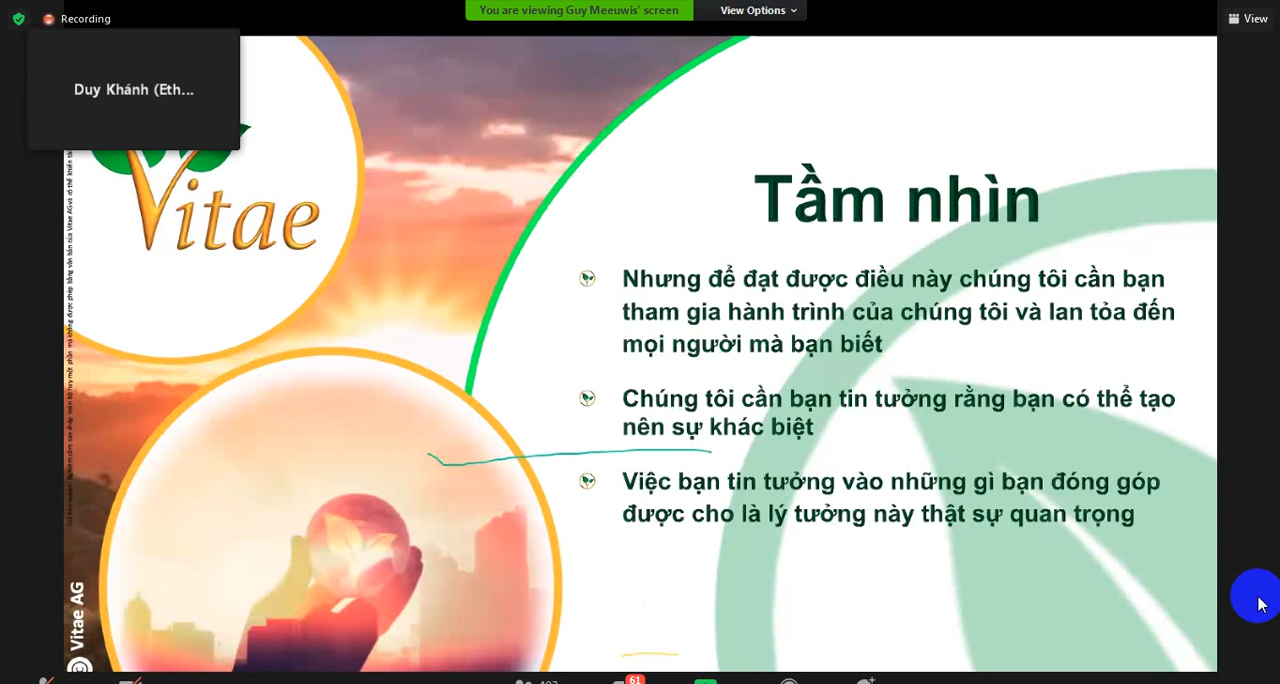 You are viewing Guy Meeuwis' screen
View Options
Recording
View
Duy Khánh (Eth...
Vitae
Tầm nhìn
Nhưng để đạt được điều này chúng tôi cần bạn
tham gia hành trình của chúng tôi và lan tỏa đến
mọi người mà bạn biết
Chúng tôi cần bạn tin tưởng rằng bạn có thể tạo
nên sự khác biệt
Việc bạn tin tưởng vào những gì bạn đóng góp
được cho là lý tưởng này thật sự quan trọng
© Vitae AG
61